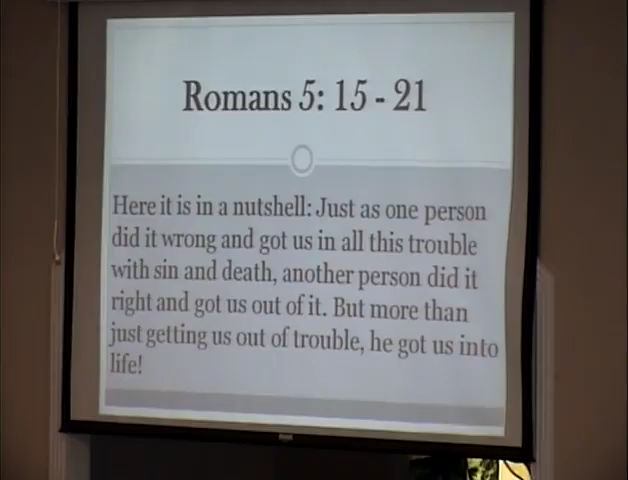 Romans 5: 15 - 21
Here it is in a nutshell: Just as one person
did it wrong and got us in all this trouble
with sin and death, another person did it
right and got us out of it. But more than
just getting us out of trouble, he got us into
life!